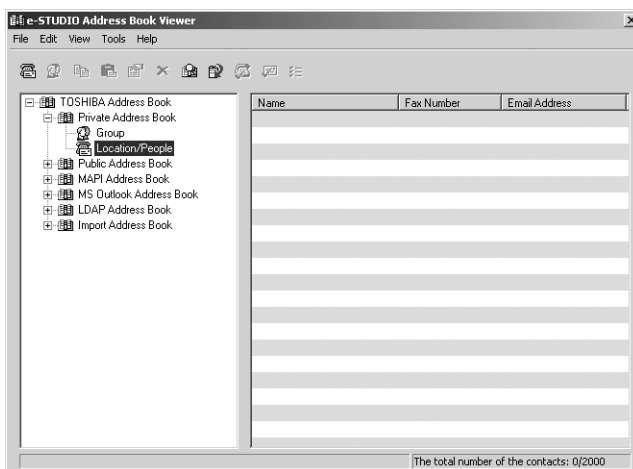 e-STUDIO Address Book Viewer
File Edit View Tools Help
TOSHIBA Address Book
Private Address Book
Group
Location/People
Public Address Book
MAPI Address Book
MS Outlook Address Book
LDAP Address Book
Import Address Book
Name Fax Number Email Address
The total number of the contacts: 0/2000